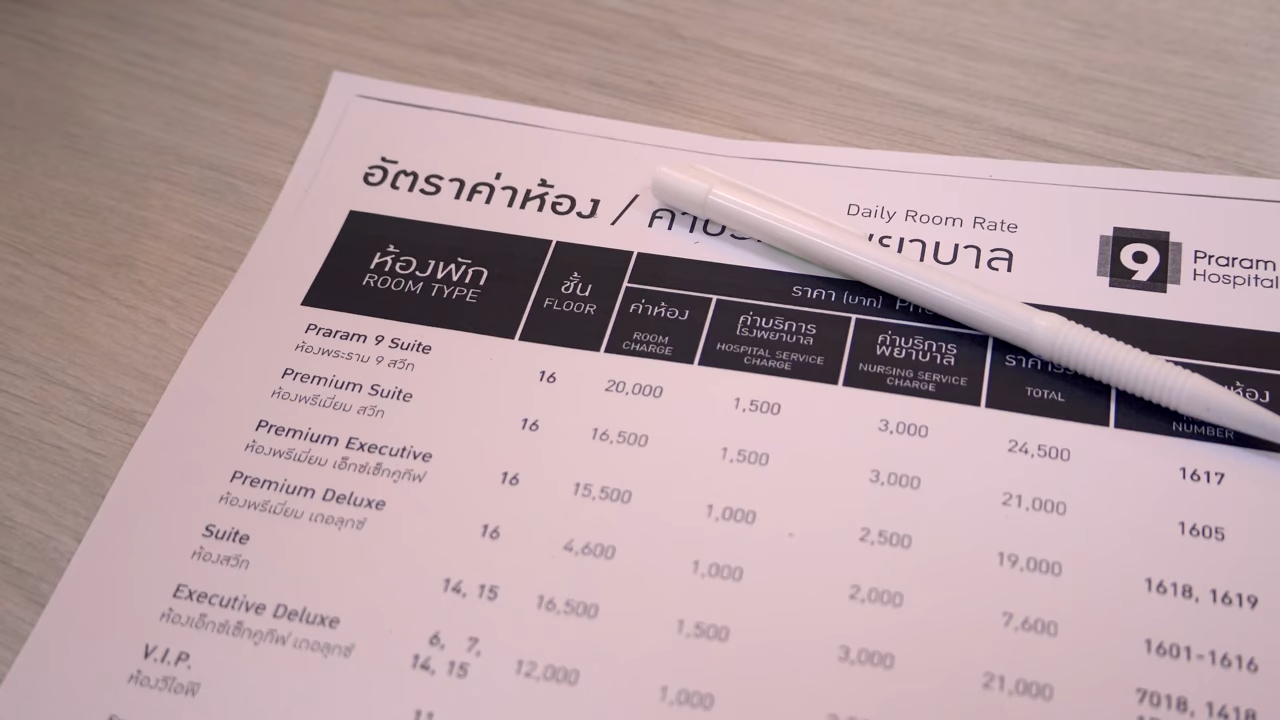 Daily Room Rate
อัตราค่าห้อง / ค่าบริการพยาบาล
9 Praram
Hospital
ห้องพัก
ROOM TYPE
ชั้น
FLOOR
ราคา (บาท)
ค่าห้อง
ROOM
CHARGE
ค่าบริการ
โรงพยาบาล
HOSPITAL SERVICE
CHARGE
ค่าบริการ
พยาบาล
NURSING SERVICE
CHARGE
TOTAL
NUMBER
Praram 9 Suite 16 20,000 1,500 3,000 24,500 1617
ห้องพระราม 9 สวีท
Premium Suite 16 16,500 1,500 3,000 21,000 1605
ห้องพรีเมี่ยม สวีท
Premium Executive 16 15,500 1,000 2,500 19,000 1618, 1619
ห้องพรีเมี่ยม เอ็กซ์เซ็กคูทีฟ
Premium Deluxe 16 4,600 1,000 2,000 7,600 1601-1616
ห้องพรีเมี่ยม เดอลุกซ์
Suite 14, 15 16,500 1,500 3,000 21,000 7018, 1418
ห้องสวีท
Executive Deluxe 6, 7, 12,000 1,000
14, 15
ห้องเอ็กซ์เซ็กคูทีฟ เดอลุกซ์
V.I.P. 11
ห้องวีไอพี